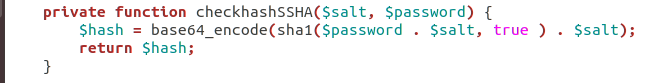 private function checkhashSSHA($salt, $password) {
$hash = base64_encode(sha1($password . $salt, true ) . $salt);
return $hash;
}